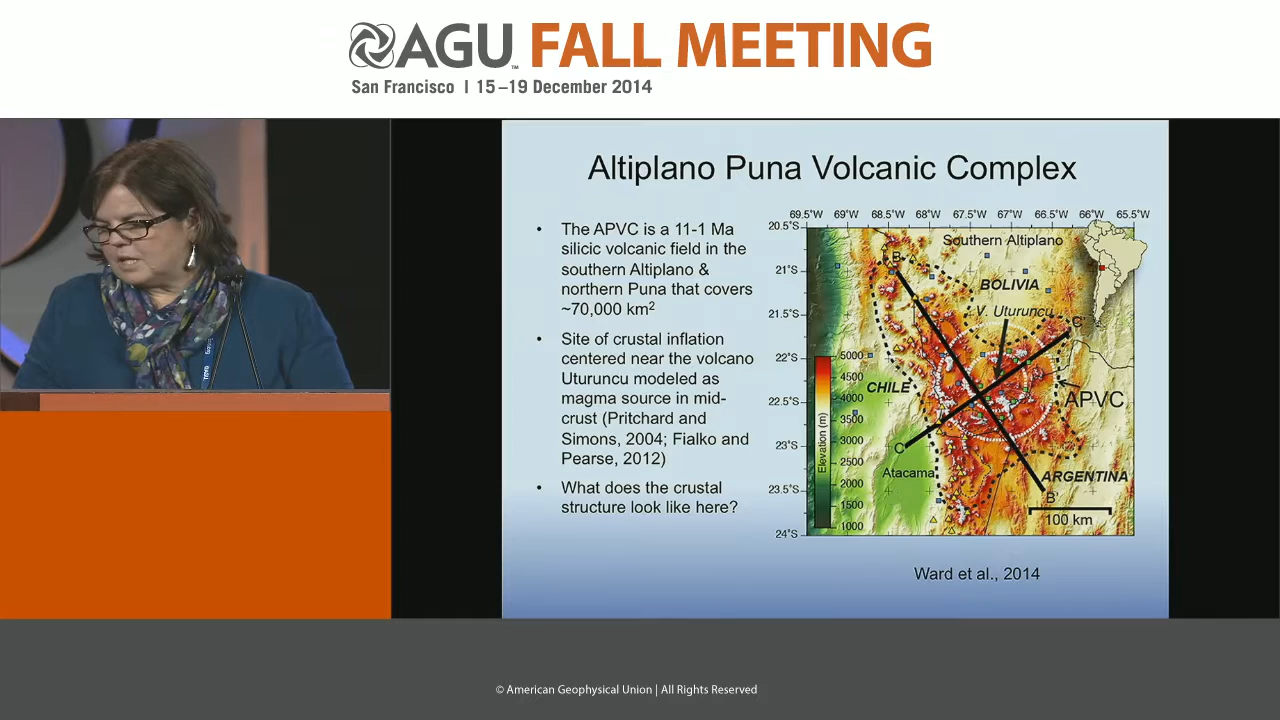 AGU FALL MEETING
San Francisco | 15–19 December 2014
Altiplano Puna Volcanic Complex
• The APVC is a 11-1 Ma
silicic volcanic field in the
southern Altiplano &
northern Puna that covers
~70,000 km²
• Site of crustal inflation
centered near the volcano
Uturuncu modeled as
magma source in mid-
crust (Pritchard and
Simons, 2004; Fialko and
Pearse, 2012)
• What does the crustal
structure look like here?
69.5°W 69°W 68.5°W 68°W 67.5°W 67°W 66.5°W 66°W 65.5°W
20.5°S
21°S
21.5°S
22°S
22.5°S
23°S
23.5°S
24°S
Southern Altiplano
B
BOLIVIA
V. Uturuncu
C'
CHILE
APVC
C
Atacama
ARGENTINA
B'
100 km
Elevation (m)
5000
4500
4000
3500
3000
2500
2000
1500
1000
Ward et al., 2014
© American Geophysical Union | All Rights Reserved